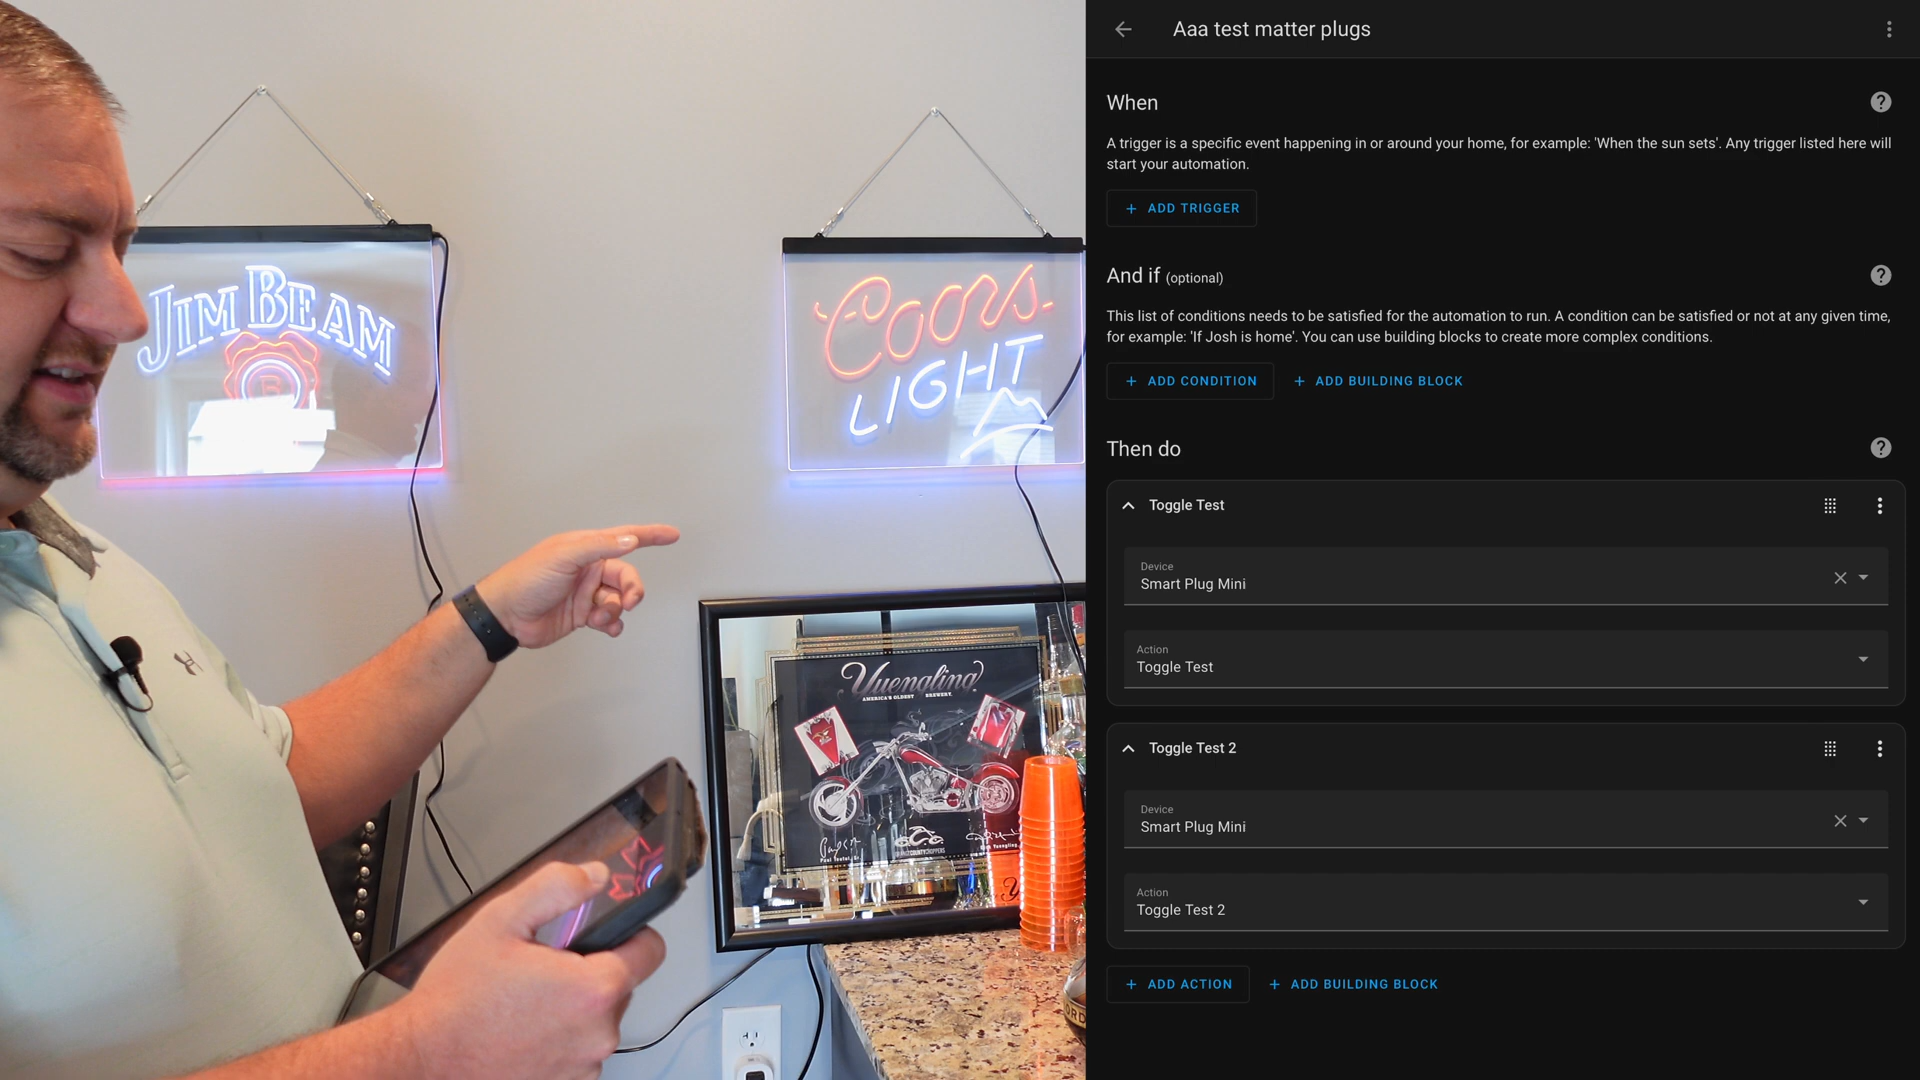 JIM BEAM
B
Coors
LIGHT
Yuengling
AMERICA'S OLDEST BREWERY
Aaa test matter plugs
When
A trigger is a specific event happening in or around your home, for example: 'When the sun sets'. Any trigger listed here will
start your automation.
+ ADD TRIGGER
And if (optional)
This list of conditions needs to be satisfied for the automation to run. A condition can be satisfied or not at any given time,
for example: 'If Josh is home'. You can use building blocks to create more complex conditions.
+ ADD CONDITION + ADD BUILDING BLOCK
Then do
Toggle Test
Device
Smart Plug Mini
Action
Toggle Test
Toggle Test 2
Device
Smart Plug Mini
Action
Toggle Test 2
+ ADD ACTION + ADD BUILDING BLOCK